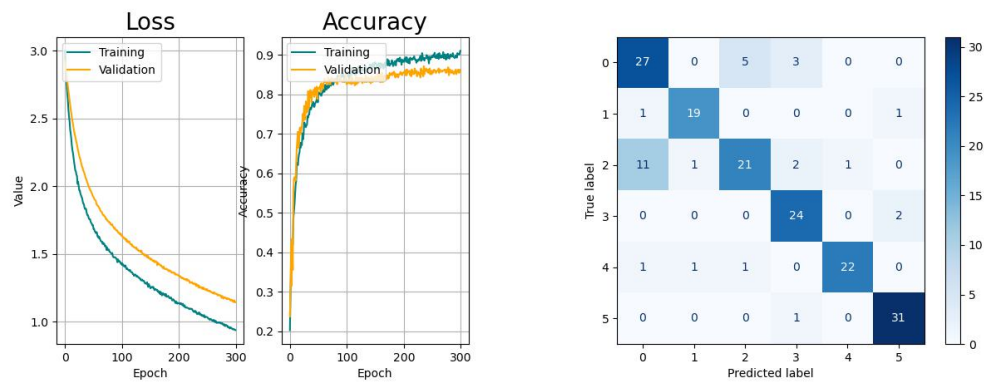 Loss
Training
Validation
3.0
2.5
2.0
1.5
1.0
Value
0 100 200 300
Epoch
Accuracy
Training
Validation
0.9
0.8
0.7
0.6
0.5
0.4
0.3
0.2
Accuracy
0 100 200 300
Epoch
True label
0 27 0 5 3 0 0
1 1 19 0 0 0 1
2 11 1 21 2 1 0
3 0 0 0 24 0 2
4 1 1 1 0 22 0
5 0 0 0 1 0 31
0 1 2 3 4 5
Predicted label
30
25
20
15
10
5
0